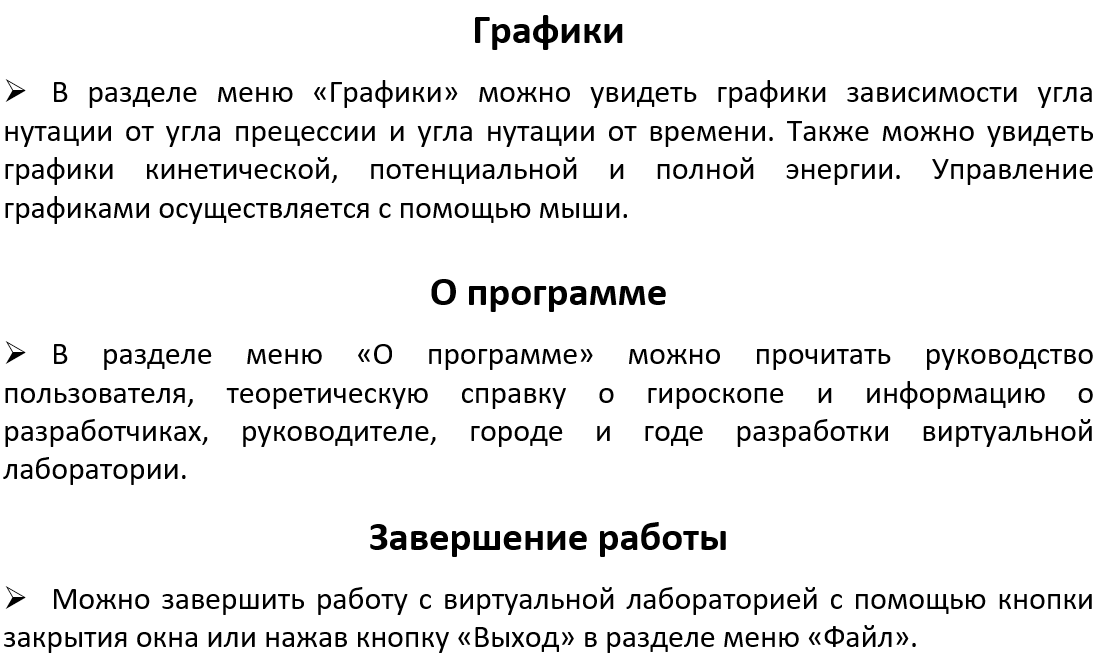 Графики
➢ В разделе меню «Графики» можно увидеть графики зависимости угла
нутации от угла прецессии и угла нутации от времени. Также можно увидеть
графики кинетической, потенциальной и полной энергии. Управление
графиками осуществляется с помощью мыши.
О программе
➢ В разделе меню «О программе» можно прочитать руководство
пользователя, теоретическую справку о гироскопе и информацию о
разработчиках, руководителе, городе и годе разработки виртуальной
лаборатории.
Завершение работы
➢ Можно завершить работу с виртуальной лабораторией с помощью кнопки
закрытия окна или нажав кнопку «Выход» в разделе меню «Файл».